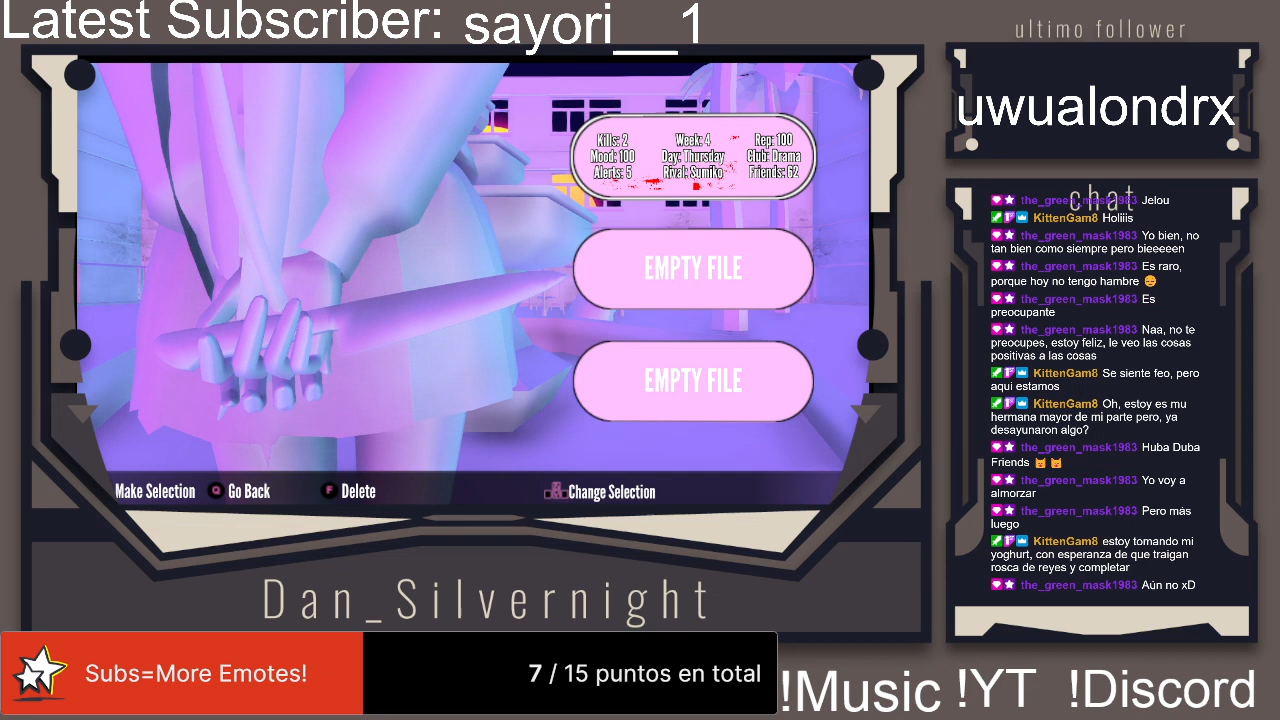 Latest Subscriber: sayori__1
ultimo follower
uwualondrx
Kills: 2
Mood: 100
Alerts: 5
Week: 4
Day: Thursday
Rival: Sumiko
Rep: 100
Club: Drama
Friends: 62
EMPTY FILE
EMPTY FILE
Make Selection Q Go Back F Delete Change Selection
chat
the_green_mask1983 Jelou
KittenGam8 Holiiis
the_green_mask1983 Yo bien, no
tan bien como siempre pero bieeeeen
the_green_mask1983 Es raro,
porque hoy no tengo hambre
the_green_mask1983 Es
preocupante
the_green_mask1983 Naa, no te
preocupes, estoy feliz, le veo las cosas
positivas a las cosas
KittenGam8 Se siente feo, pero
aqui estamos
KittenGam8 Oh, estoy es mu
hermana mayor de mi parte pero, ya
desayunaron algo?
the_green_mask1983 Huba Duba
Friends
the_green_mask1983 Yo voy a
almorzar
the_green_mask1983 Pero más
luego
KittenGam8 estoy tomando mi
yoghurt, con esperanza de que traigan
rosca de reyes y completar
the_green_mask1983 Aún no xD
Dan_Silvernight
Subs=More Emotes!
7 / 15 puntos en total
!Music !YT !Discord